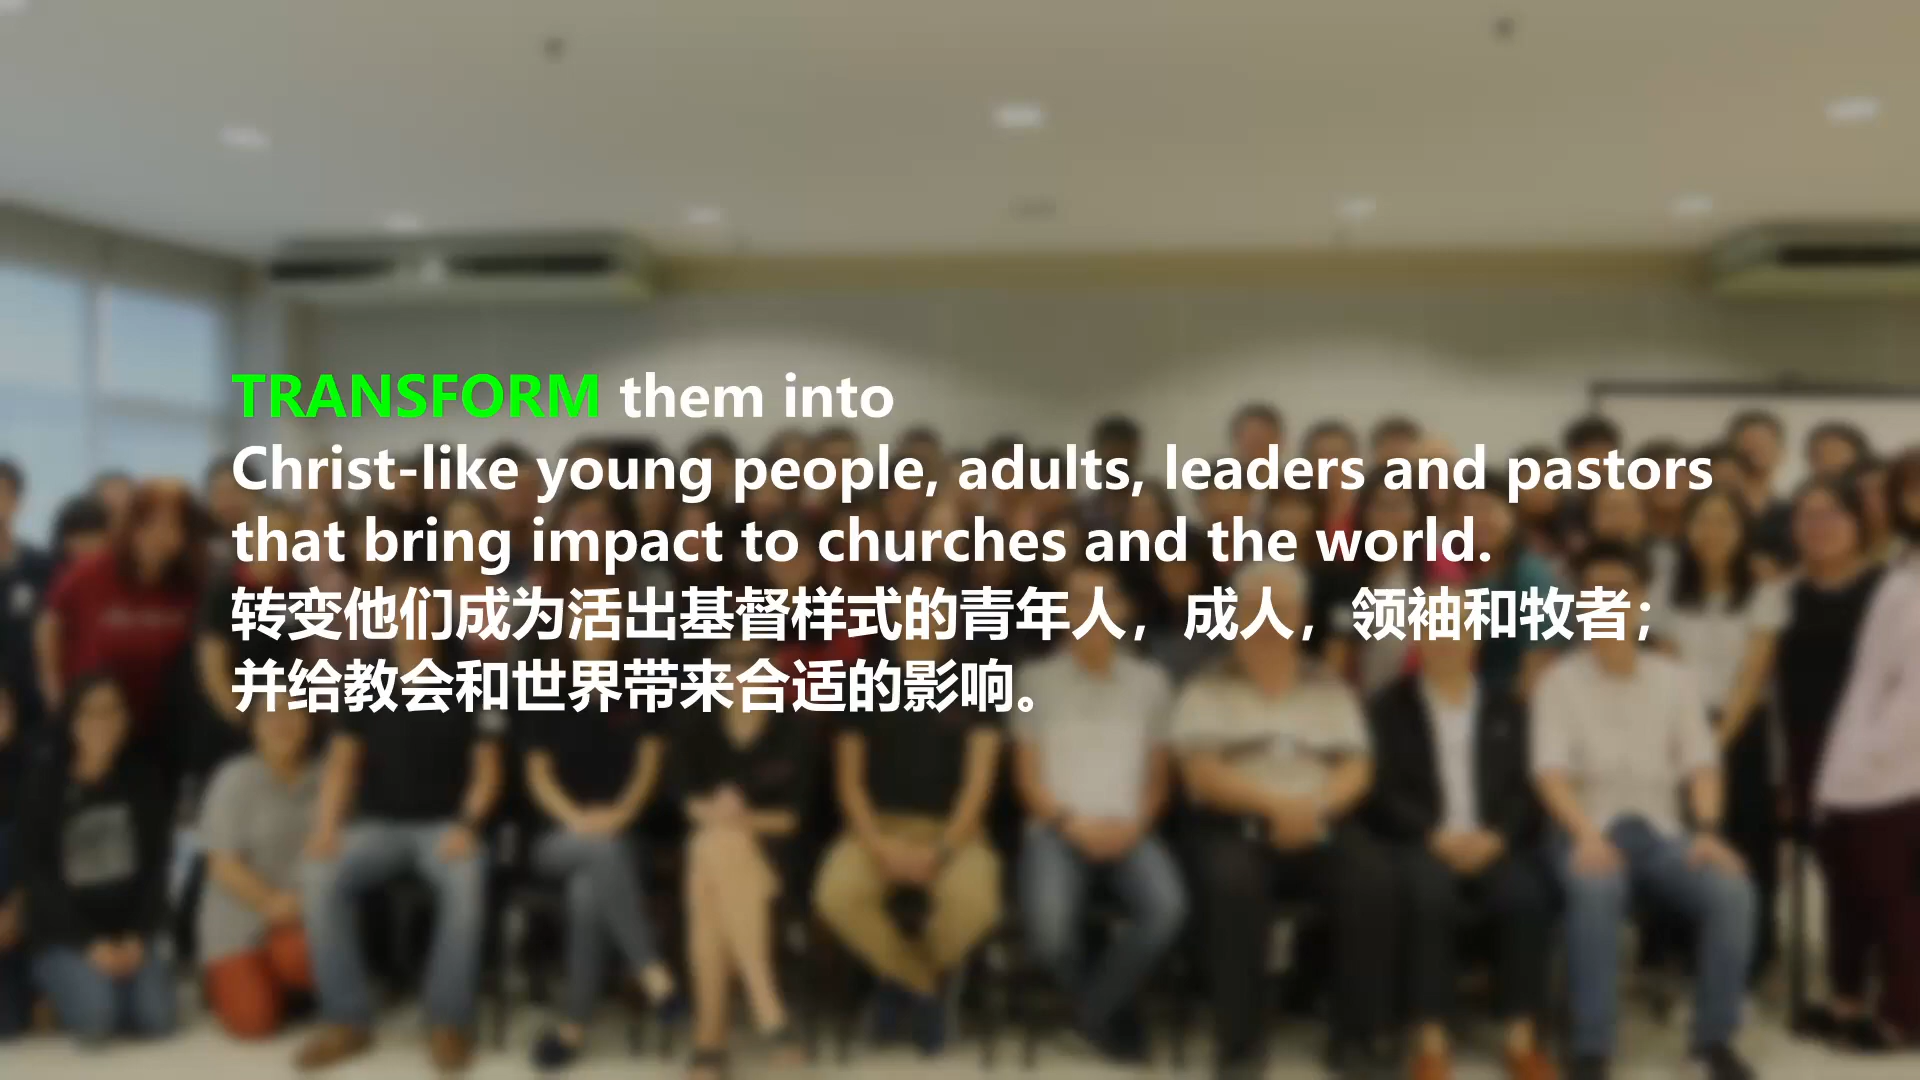 TRANSFORM them into
Christ-like young people, adults, leaders and pastors
that bring impact to churches and the world.
转变他们成为活出基督样式的青年人，成人，领袖和牧者；
并给教会和世界带来合适的影响。